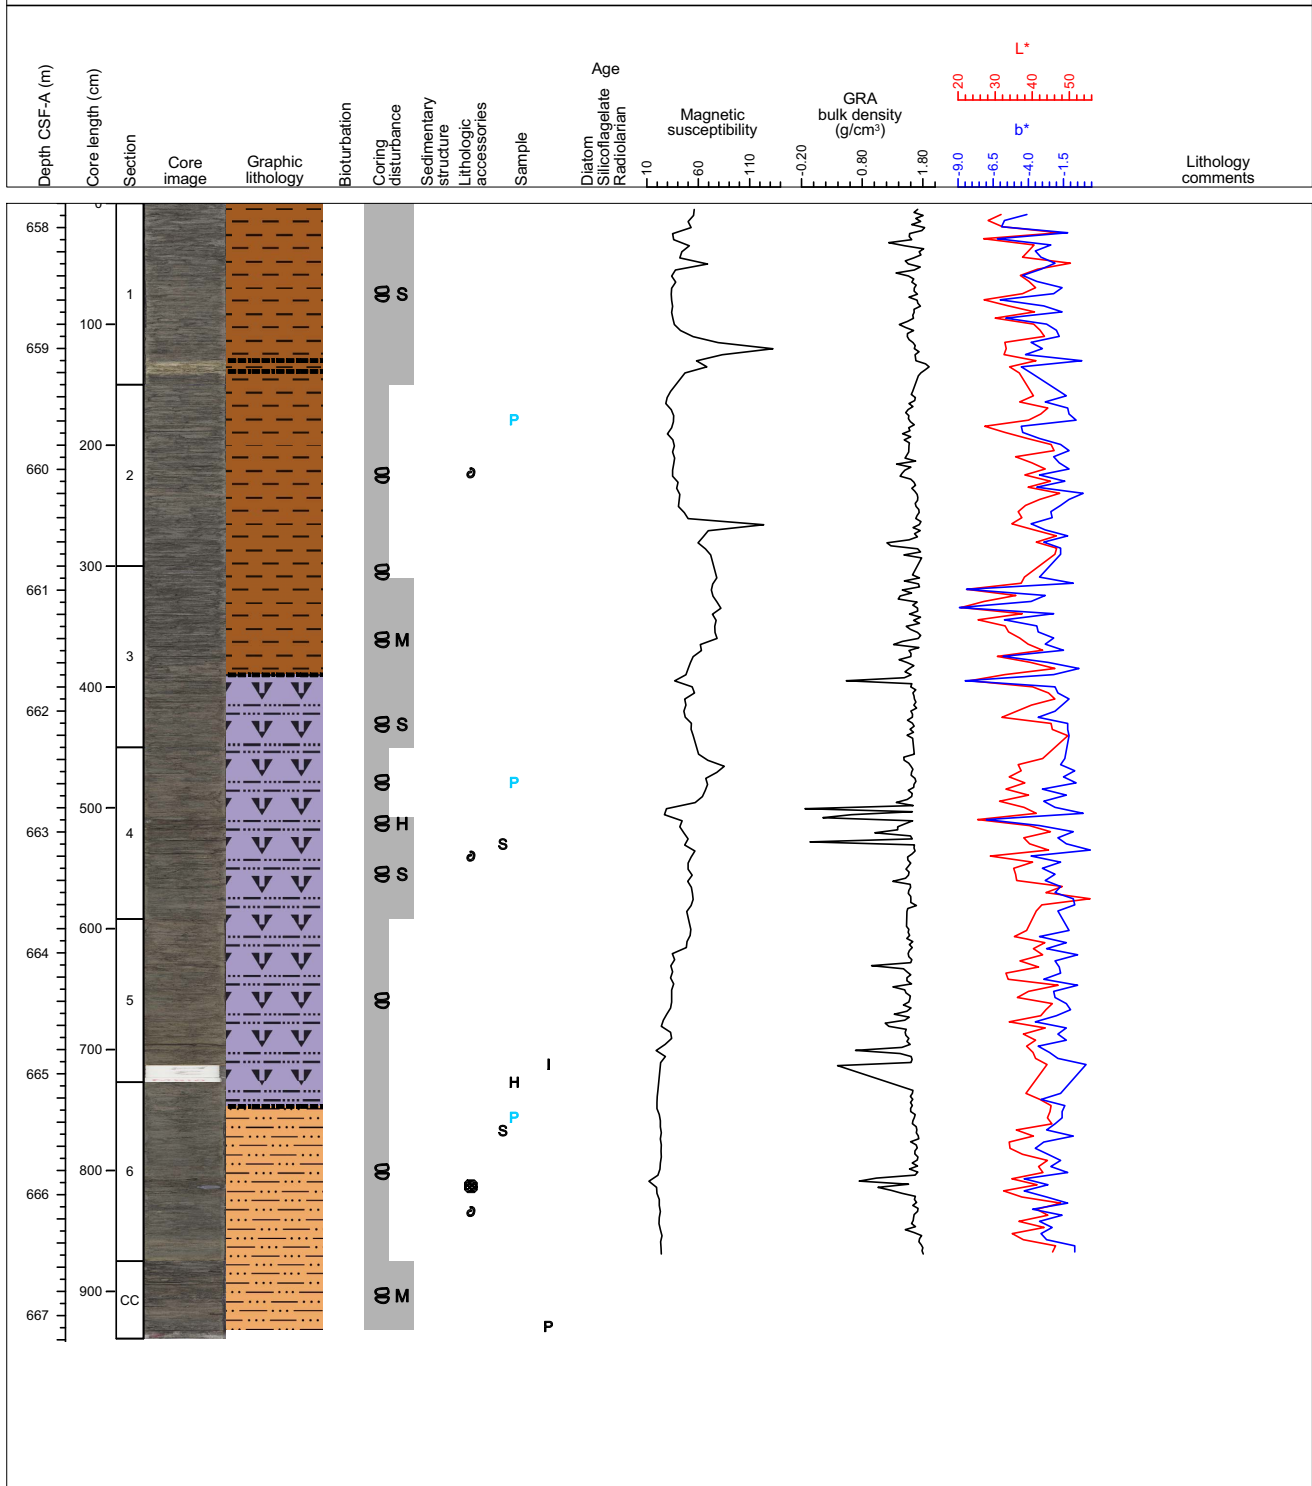 L*
20 30 40 50
Age
Depth CSF-A (m)
Core length (cm)
Section
Core image
Graphic lithology
Bioturbation
Coring disturbance
Sedimentary structure
Lithologic accessories
Sample
Diatom
Silicoflagelate
Radiolarian
Magnetic susceptibility
10 60 10
GRA bulk density (g/cm³)
-0.20 0.80 1.80
b*
-9.0 -6.5 -4.0 -1.5
Lithology comments
0
658
1
S
100
659
P
200
660
2
300
661
M
3
400
662
S
P
500
H
663
4
S
S
600
664
5
700
I
665
H
P
S
800
6
666
900
CC
M
667
P